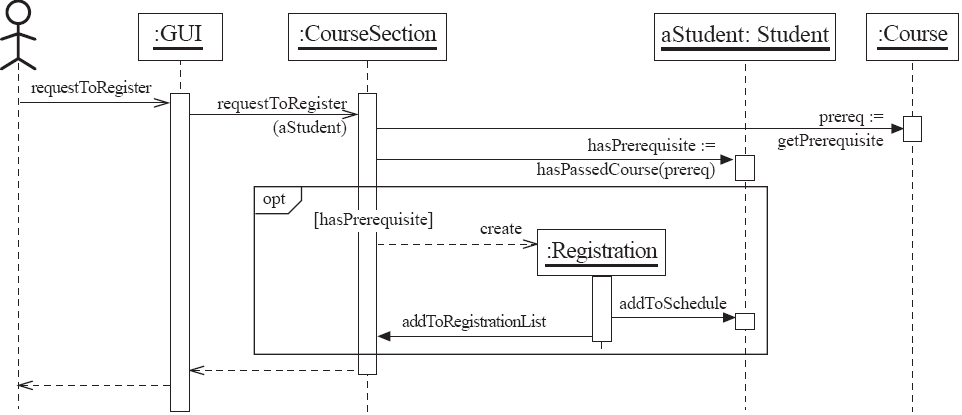 :GUI
:CourseSection
aStudent: Student
:Course
requestToRegister
requestToRegister
(aStudent)
prereq :=
getPrerequisite
hasPrerequisite :=
hasPassedCourse(prereq)
opt
[hasPrerequisite]
create
:Registration
addToSchedule
addToRegistrationList